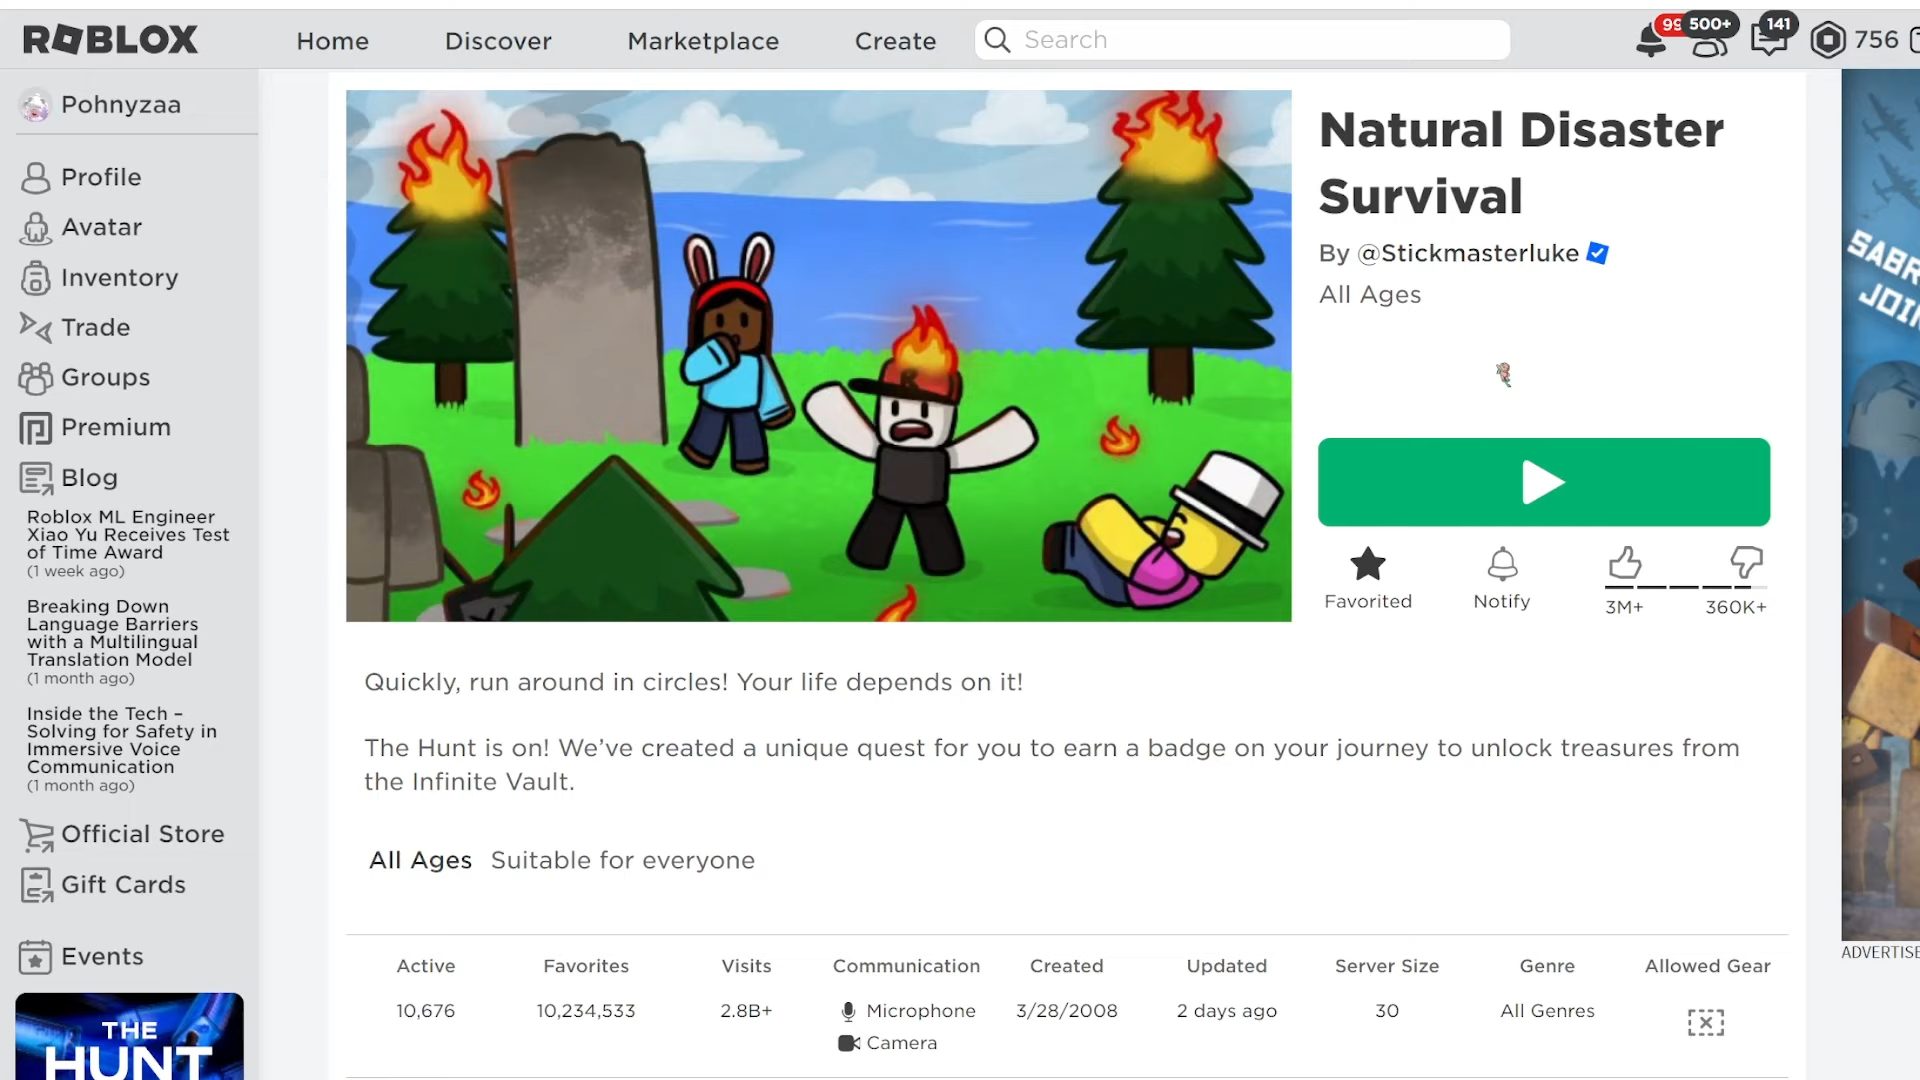 ROBLOX
Home
Discover
Marketplace
Create
Search
99
500+
141
756
Pohnyzaa
Profile
Avatar
Inventory
Trade
Groups
Premium
Blog
Roblox ML Engineer
Xiao Yu Receives Test
of Time Award
(1 week ago)
Breaking Down
Language Barriers
with a Multilingual
Translation Model
(1 month ago)
Inside the Tech –
Solving for Safety in
Immersive Voice
Communication
(1 month ago)
Official Store
Gift Cards
Events
THE
HUNT
R
Natural Disaster
Survival
By @Stickmasterluke
All Ages
Favorited
Notify
3M+
360K+
Quickly, run around in circles! Your life depends on it!
The Hunt is on! We’ve created a unique quest for you to earn a badge on your journey to unlock treasures from
the Infinite Vault.
All Ages Suitable for everyone
Active
Favorites
Visits
Communication
Created
Updated
Server Size
Genre
Allowed Gear
10,676
10,234,533
2.8B+
Microphone
3/28/2008
2 days ago
30
All Genres
Camera
SABR
JOI
ADVERTISE